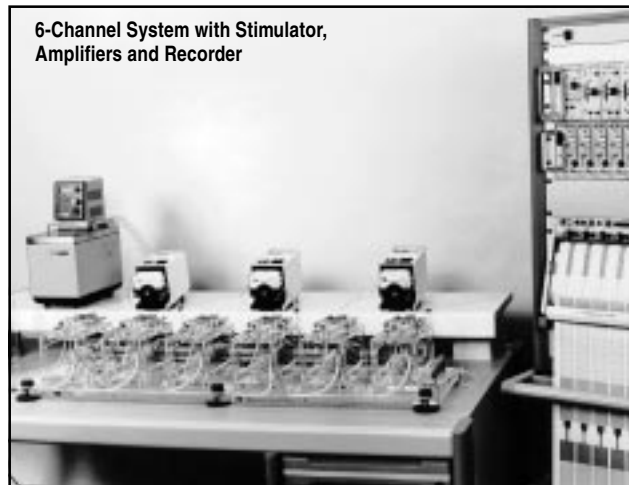 6-Channel System with Stimulator,
Amplifiers and Recorder